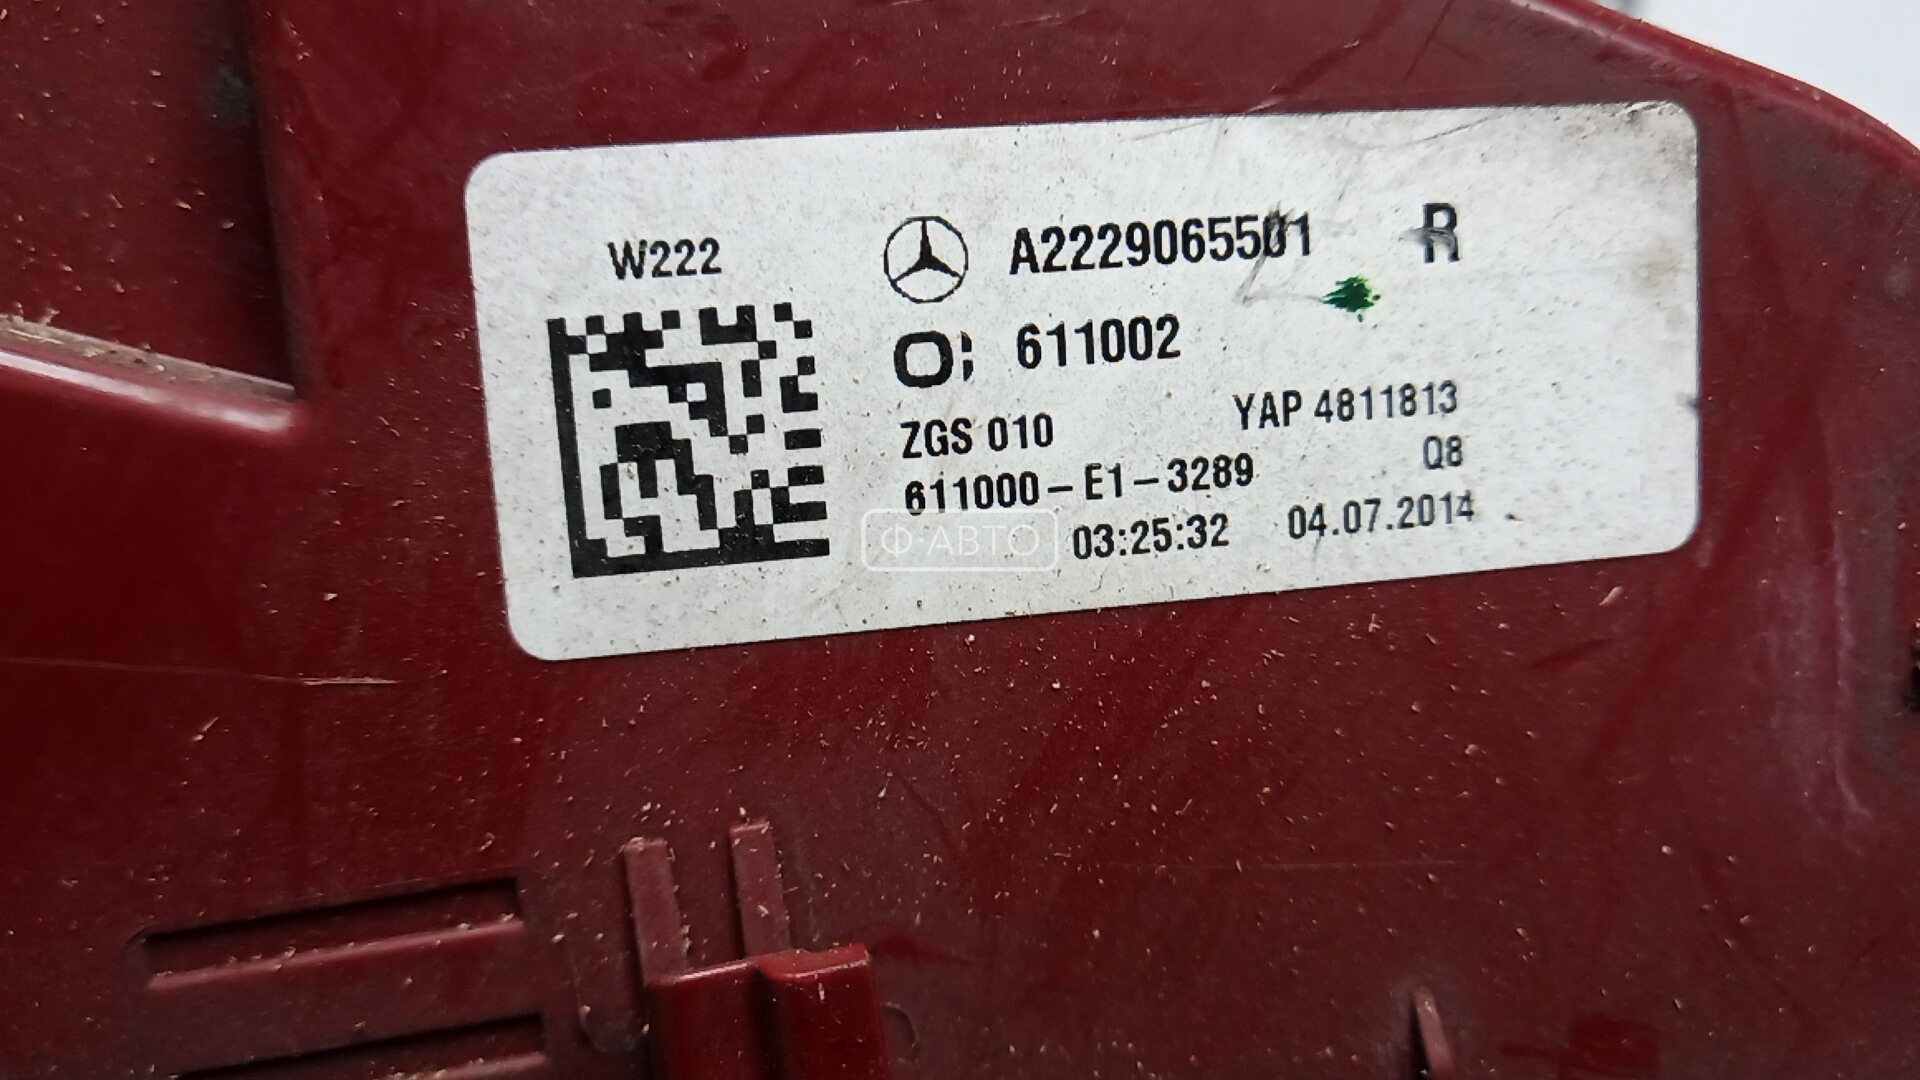 W222
A2229065501 R
611002
ZGS 010 YAP 4811813
611000-E1-3289 Q8
03:25:32 04.07.2014
Ф·АВТО